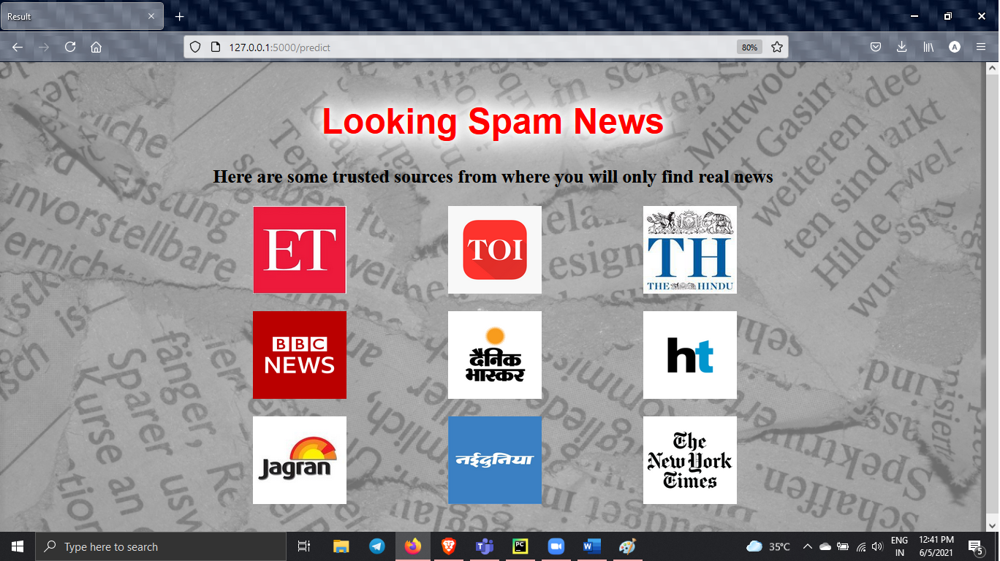 Result
127.0.0.1:5000/predict
80%
A
Looking Spam News
Here are some trusted sources from where you will only find real news
ET
TOI
TH
THE HINDU
BBC
NEWS
दैनिक
भास्कर
ht
Jagran
नईदुनिया
The
New York
Times
Type here to search
PC
35°C
ENG
IN
12:41 PM
6/5/2021
5